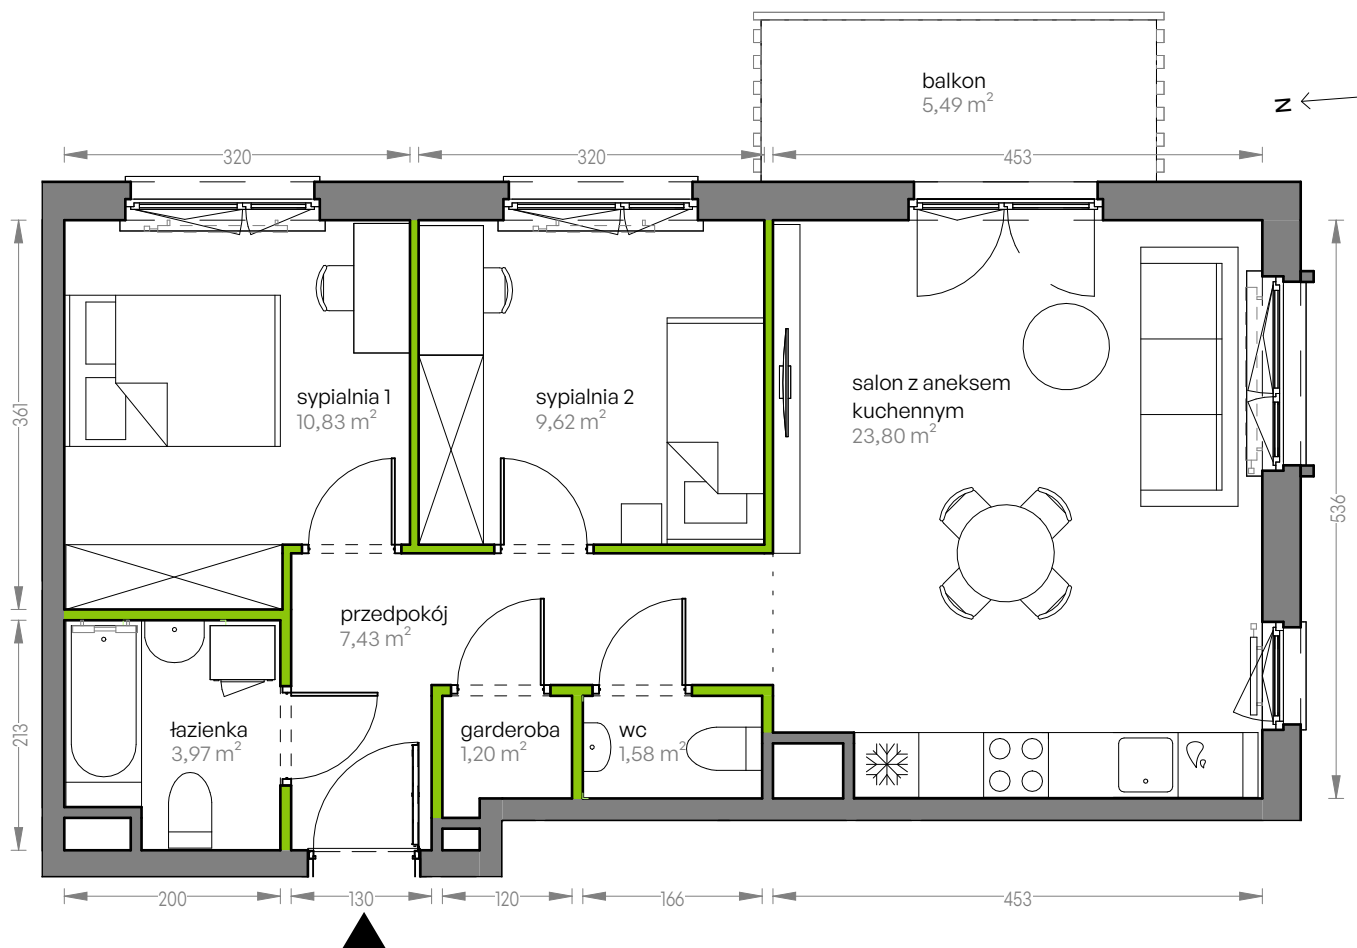 balkon
5,49 m²
N
320
320
453
361
sypialnia 1
10,83 m²
sypialnia 2
9,62 m²
salon z aneksem
kuchennym
23,80 m²
536
przedpokój
7,43 m²
213
łazienka
3,97 m²
garderoba
1,20 m²
wc
1,58 m²
200
130
120
166
453